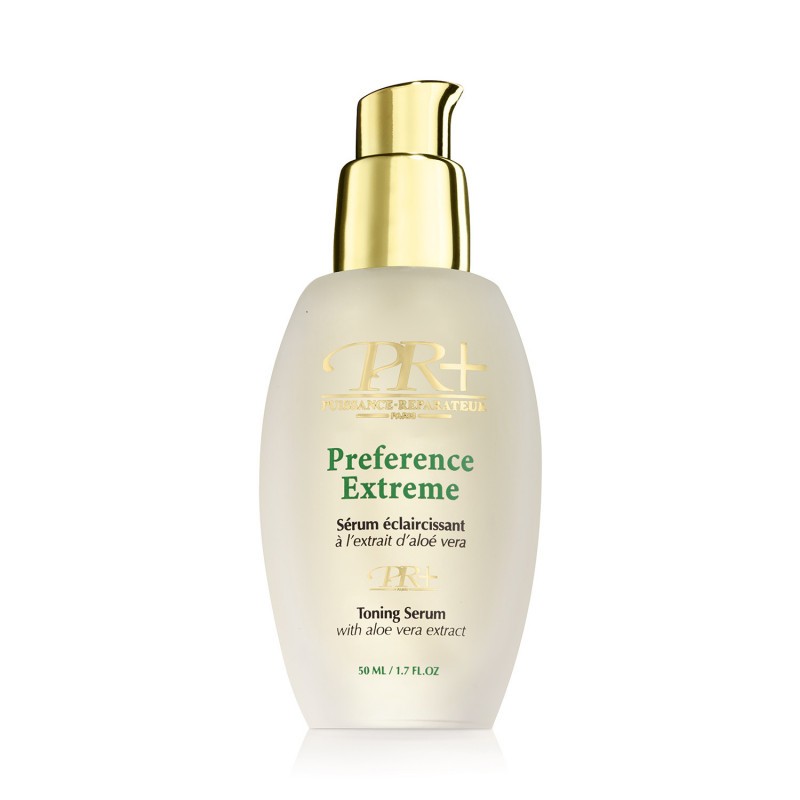 PR+
PUISSANCE·REPARATEUR
PARIS
Preference
Extreme
Sérum éclaircissant
à l'extrait d'aloé vera
PR+
Toning Serum
with aloe vera extract
50 ML / 1.7 FL.OZ